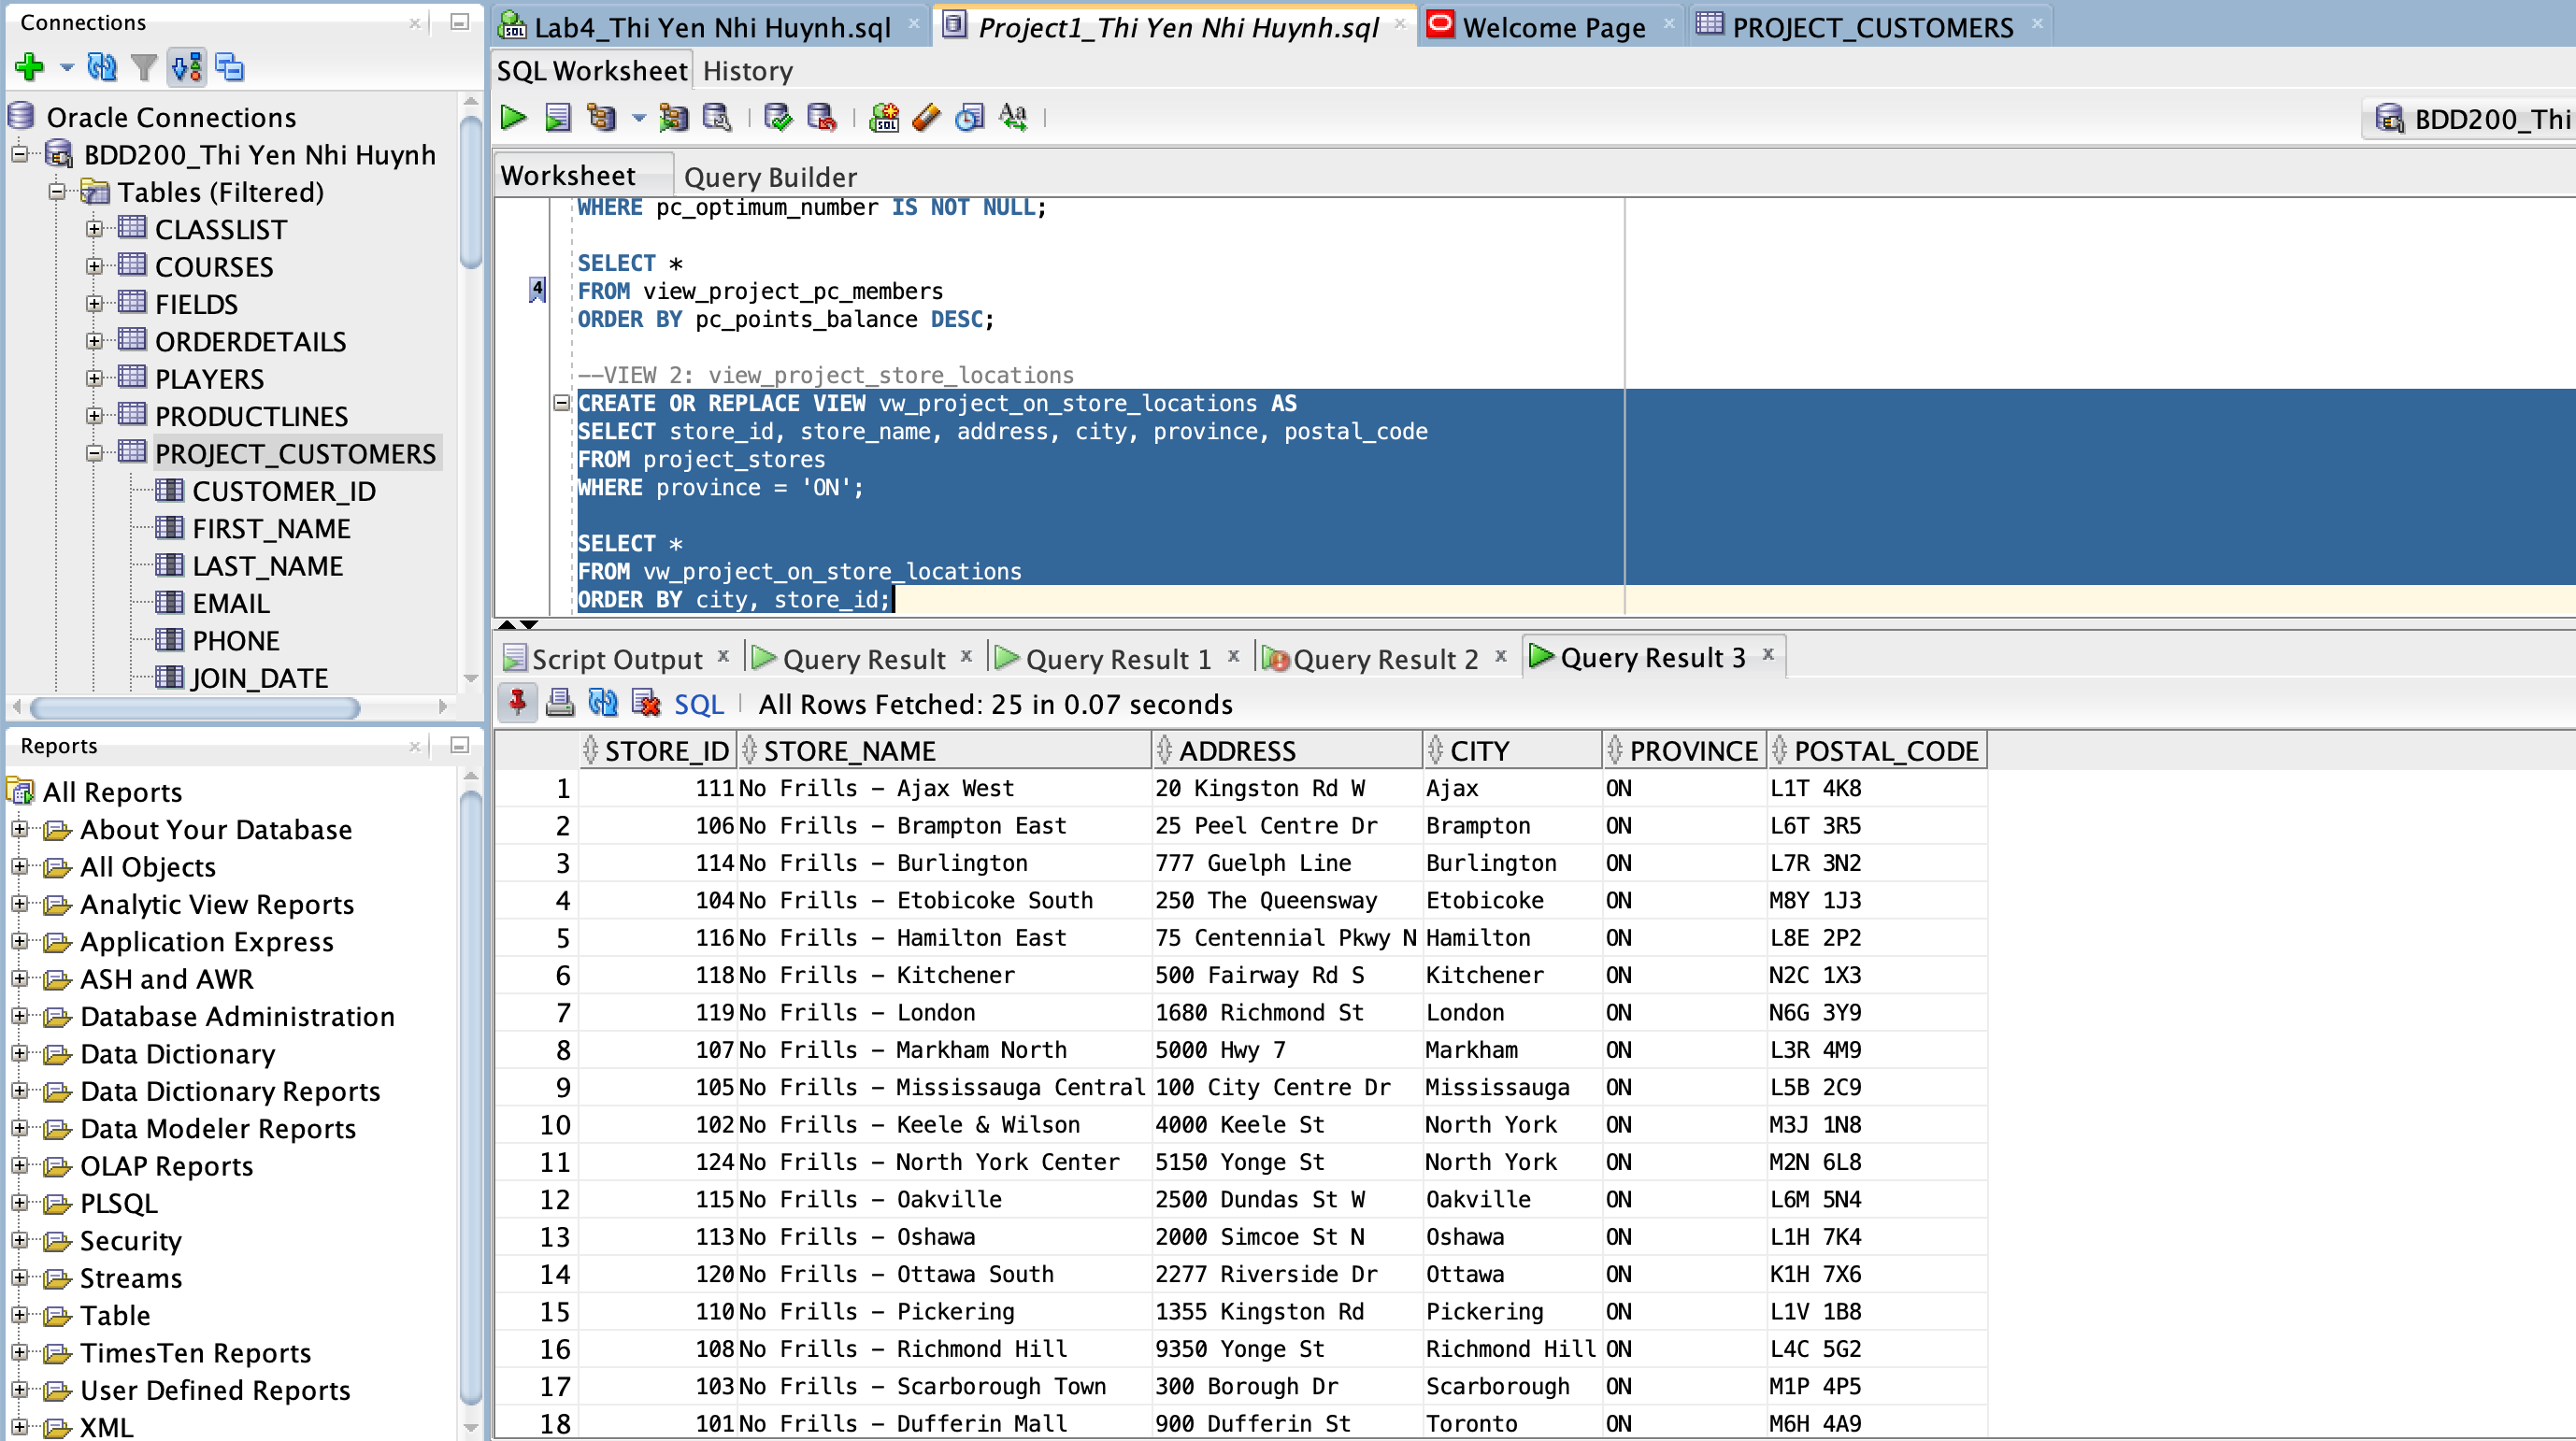 Connections
Oracle Connections
BDD200_Thi Yen Nhi Huynh
Tables (Filtered)
CLASSLIST
COURSES
FIELDS
ORDERDETAILS
PLAYERS
PRODUCTLINES
PROJECT_CUSTOMERS
CUSTOMER_ID
FIRST_NAME
LAST_NAME
EMAIL
PHONE
JOIN_DATE
Reports
All Reports
About Your Database
All Objects
Analytic View Reports
Application Express
ASH and AWR
Database Administration
Data Dictionary
Data Dictionary Reports
Data Modeler Reports
OLAP Reports
PLSQL
Security
Streams
Table
TimesTen Reports
User Defined Reports
XML
Lab4_Thi Yen Nhi Huynh.sql Project1_Thi Yen Nhi Huynh.sql Welcome Page PROJECT_CUSTOMERS
SQL Worksheet History
BDD200_Thi
Worksheet Query Builder
WHERE pc_optimum_number IS NOT NULL;
SELECT *
4
FROM view_project_pc_members
ORDER BY pc_points_balance DESC;
--VIEW 2: view_project_store_locations
CREATE OR REPLACE VIEW vw_project_on_store_locations AS
SELECT store_id, store_name, address, city, province, postal_code
FROM project_stores
WHERE province = 'ON';
SELECT *
FROM vw_project_on_store_locations
ORDER BY city, store_id;
Script Output Query Result Query Result 1 Query Result 2 Query Result 3
SQL All Rows Fetched: 25 in 0.07 seconds
STORE_ID STORE_NAME ADDRESS CITY PROVINCE POSTAL_CODE
1 111 No Frills – Ajax West 20 Kingston Rd W Ajax ON L1T 4K8
2 106 No Frills – Brampton East 25 Peel Centre Dr Brampton ON L6T 3R5
3 114 No Frills – Burlington 777 Guelph Line Burlington ON L7R 3N2
4 104 No Frills – Etobicoke South 250 The Queensway Etobicoke ON M8Y 1J3
5 116 No Frills – Hamilton East 75 Centennial Pkwy N Hamilton ON L8E 2P2
6 118 No Frills – Kitchener 500 Fairway Rd S Kitchener ON N2C 1X3
7 119 No Frills – London 1680 Richmond St London ON N6G 3Y9
8 107 No Frills – Markham North 5000 Hwy 7 Markham ON L3R 4M9
9 105 No Frills – Mississauga Central 100 City Centre Dr Mississauga ON L5B 2C9
10 102 No Frills – Keele & Wilson 4000 Keele St North York ON M3J 1N8
11 124 No Frills – North York Center 5150 Yonge St North York ON M2N 6L8
12 115 No Frills – Oakville 2500 Dundas St W Oakville ON L6M 5N4
13 113 No Frills – Oshawa 2000 Simcoe St N Oshawa ON L1H 7K4
14 120 No Frills – Ottawa South 2277 Riverside Dr Ottawa ON K1H 7X6
15 110 No Frills – Pickering 1355 Kingston Rd Pickering ON L1V 1B8
16 108 No Frills – Richmond Hill 9350 Yonge St Richmond Hill ON L4C 5G2
17 103 No Frills – Scarborough Town 300 Borough Dr Scarborough ON M1P 4P5
18 101 No Frills – Dufferin Mall 900 Dufferin St Toronto ON M6H 4A9